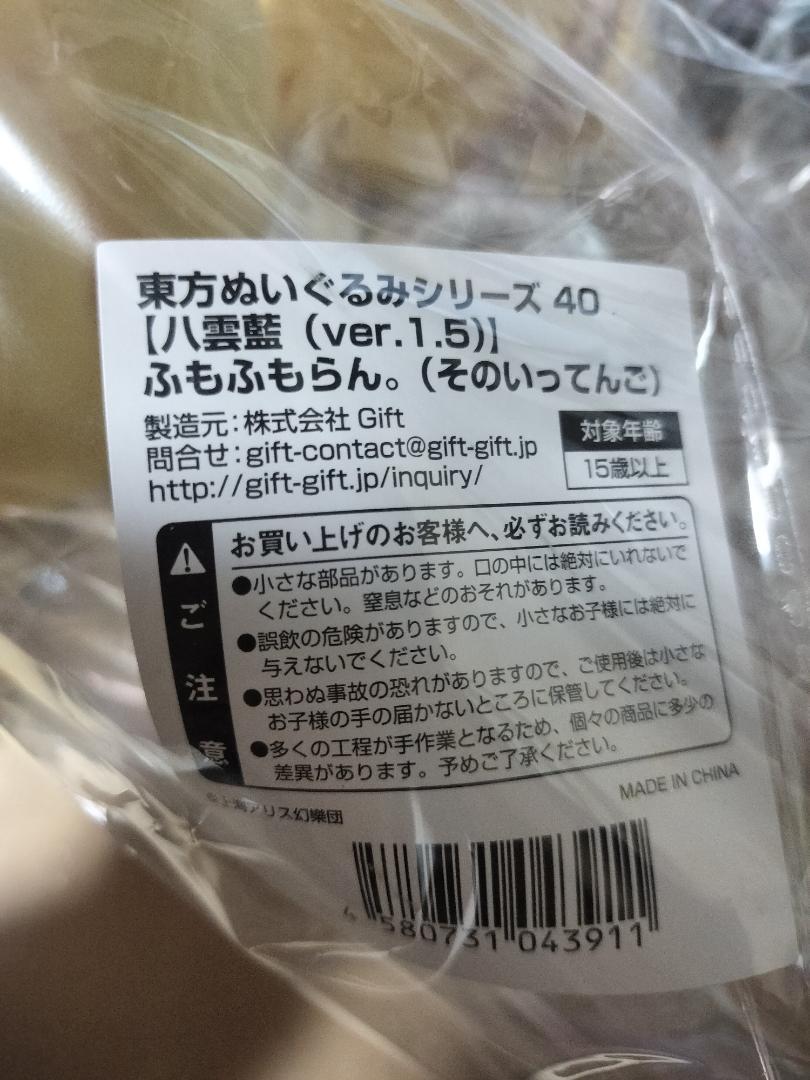 東方ぬいぐるみシリーズ 40
【八雲藍（ver.1.5）】
ふもふもらん。（そのいってんご）
製造元：株式会社 Gift
問合せ：gift-contact@gift-gift.jp
http://gift-gift.jp/inquiry/
対象年齢
15歳以上
ご注意
お買い上げのお客様へ、必ずお読みください。
●小さな部品があります。口の中には絶対にいれないで
ください。窒息などのおそれがあります。
●誤飲の危険がありますので、小さなお子様には絶対に
与えないでください。
●思わぬ事故の恐れがありますので、ご使用後は小さな
お子様の手の届かないところに保管してください。
●多くの工程が手作業となるため、個々の商品に多少の
差異があります。予めご了承ください。
©上海アリス幻樂団
MADE IN CHINA
4 580731 043911